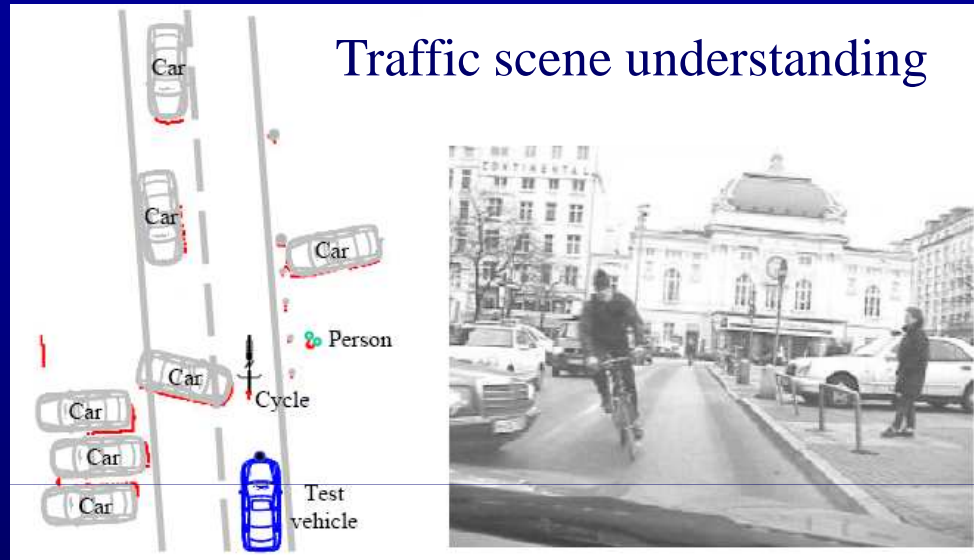 Traffic scene understanding
Car
Car
Car
Person
Car
Cycle
Car
Car
Car
Test
vehicle
CONTINENTAL